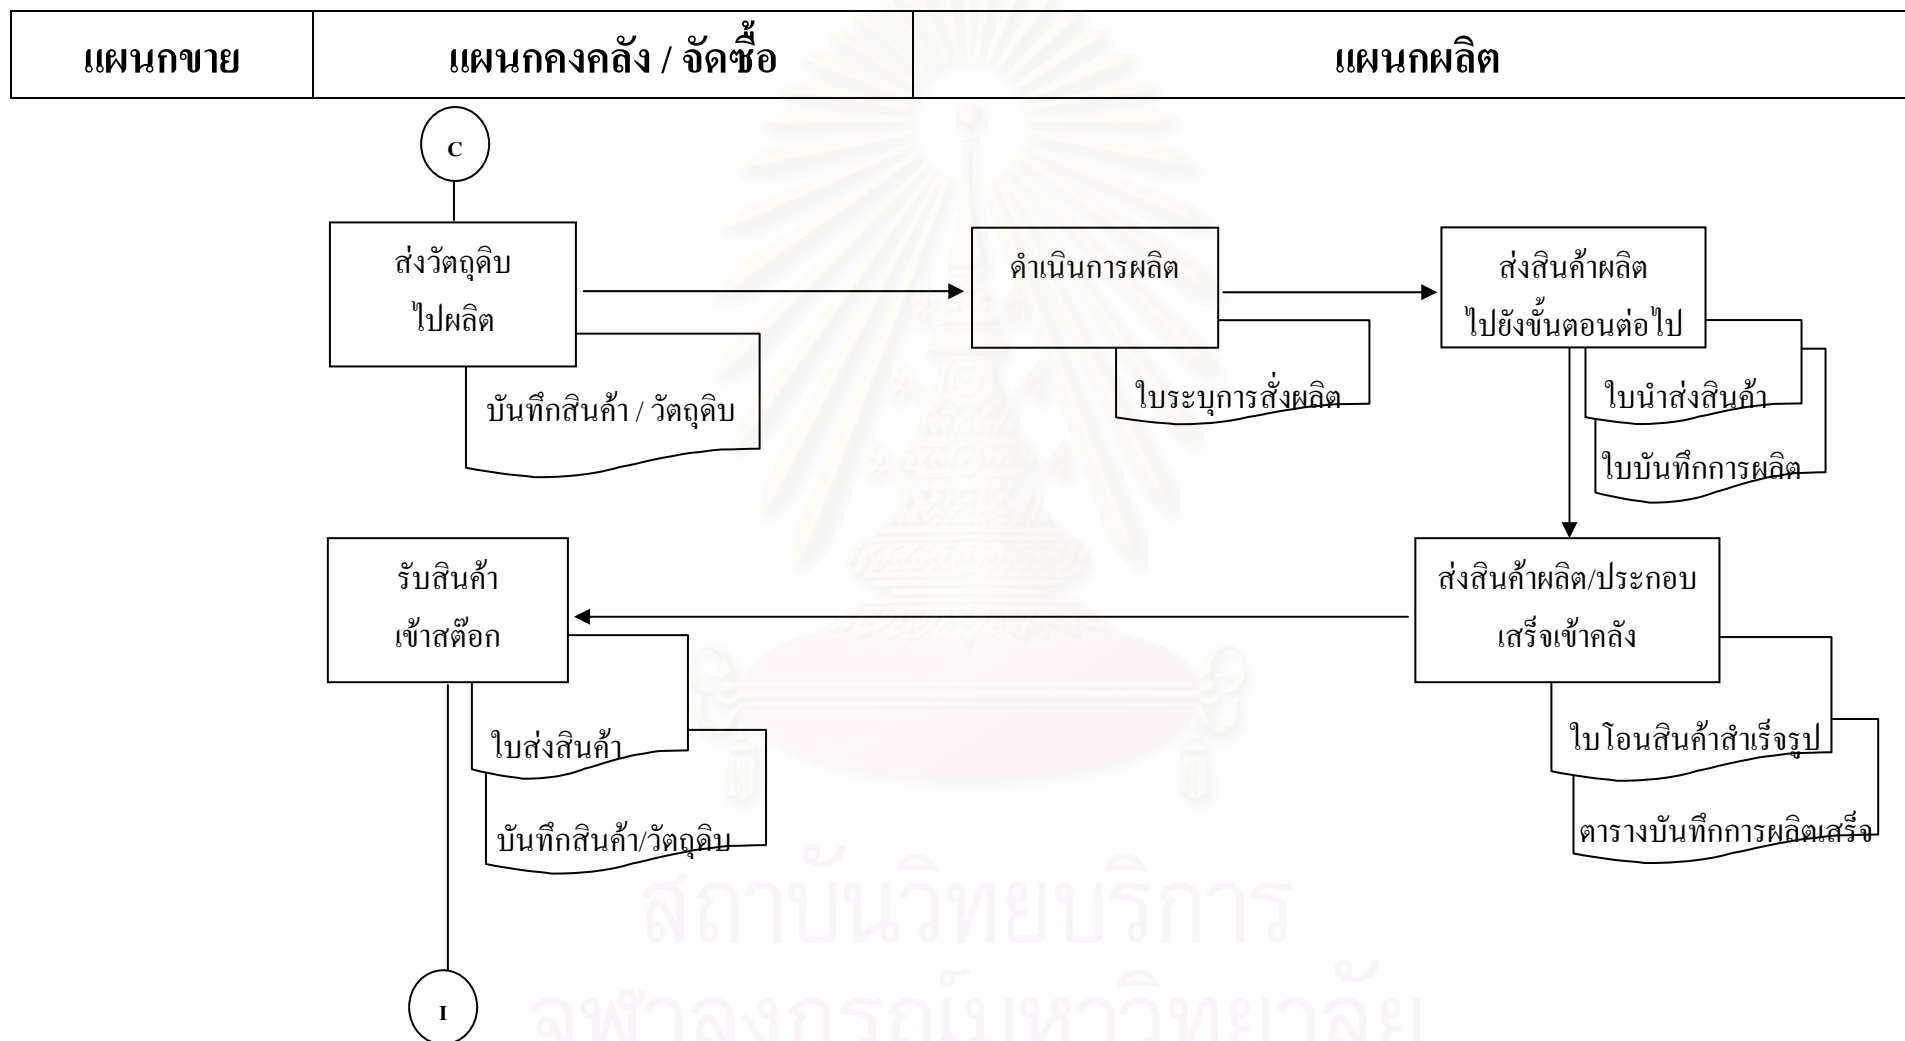 แผนกขาย
แผนกคงคลัง / จัดซื้อ
แผนกผลิต
C
ส่งวัตถุดิบ
ไปผลิต
บันทึกสินค้า / วัตถุดิบ
ดำเนินการผลิต
ใบระบุการสั่งผลิต
ส่งสินค้าผลิต
ไปยังขั้นตอนต่อไป
ใบนำส่งสินค้า
ใบบันทึกการผลิต
รับสินค้า
เข้าสต๊อก
ใบส่งสินค้า
บันทึกสินค้า/วัตถุดิบ
ส่งสินค้าผลิต/ประกอบ
เสร็จเข้าคลัง
ใบโอนสินค้าสำเร็จรูป
ตารางบันทึกการผลิตเสร็จ
I
สถาบันวิทยบริการ
จุฬาลงกรณ์มหาวิทยาลัย